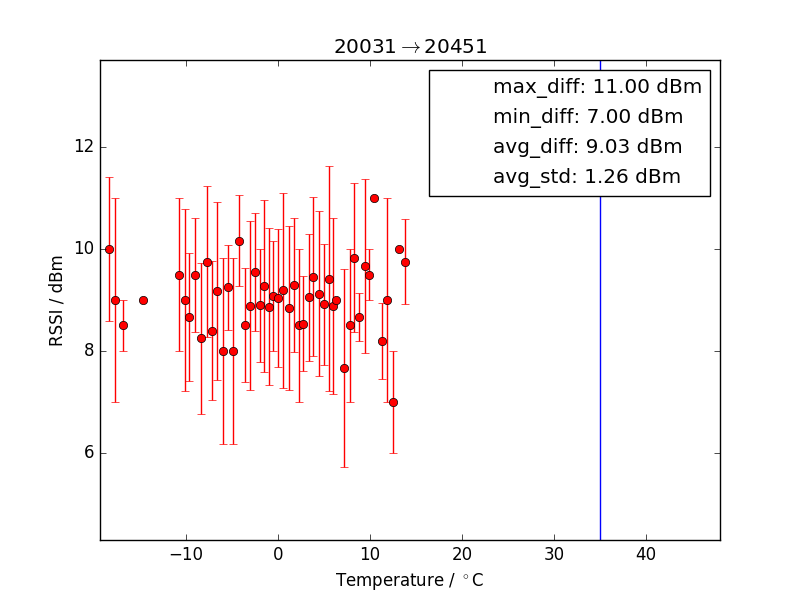 20031→20451
max_diff: 11.00 dBm
min_diff: 7.00 dBm
avg_diff: 9.03 dBm
avg_std: 1.26 dBm
12
10
8
6
RSSI / dBm
−10 0 10 20 30 40
Temperature / °C